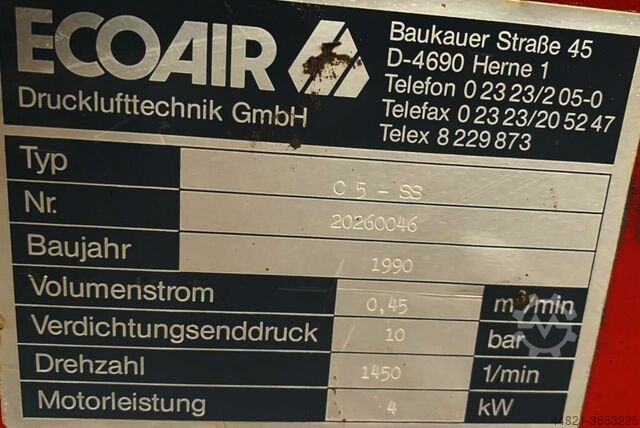 ECOAIR
Drucklufttechnik GmbH
Baukauer Straße 45
D-4690 Herne 1
Telefon 0 23 23/2 05-0
Telefax 0 23 23/20 52 47
Telex 8 229 873
Typ C 5 - SS
Nr. 20260046
Baujahr 1990
Volumenstrom 0,45 m³/min
Verdichtungsenddruck 10 bar
Drehzahl 1450 1/min
Motorleistung 4 kW
44821-3653225